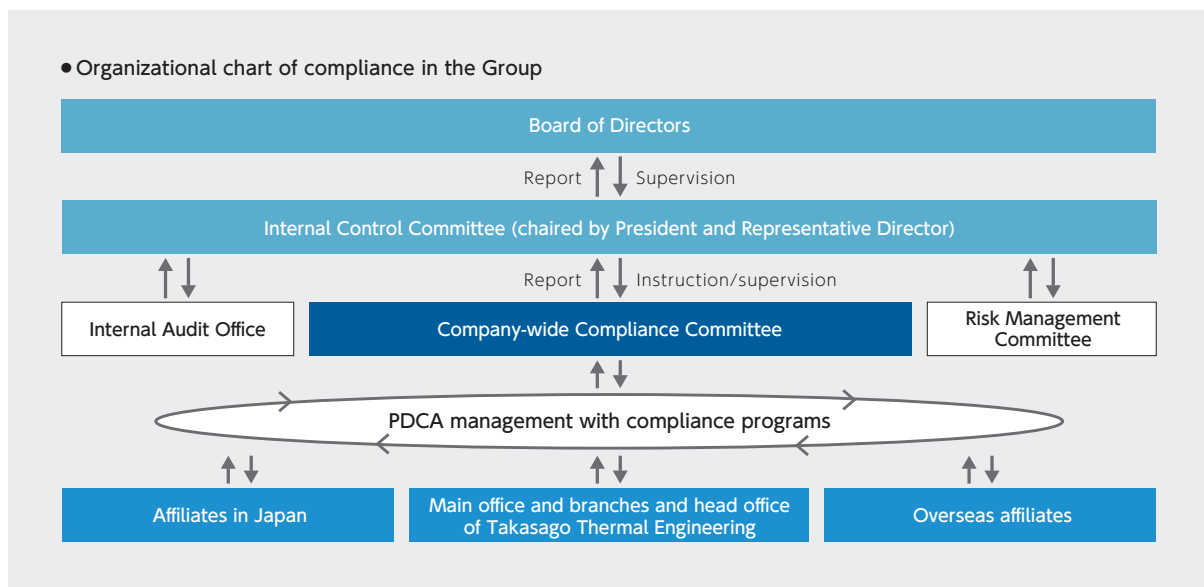 • Organizational chart of compliance in the Group
Board of Directors
Report
Supervision
Internal Control Committee (chaired by President and Representative Director)
Report
Instruction/supervision
Internal Audit Office
Company-wide Compliance Committee
Risk Management
Committee
PDCA management with compliance programs
Affiliates in Japan
Main office and branches and head office
of Takasago Thermal Engineering
Overseas affiliates